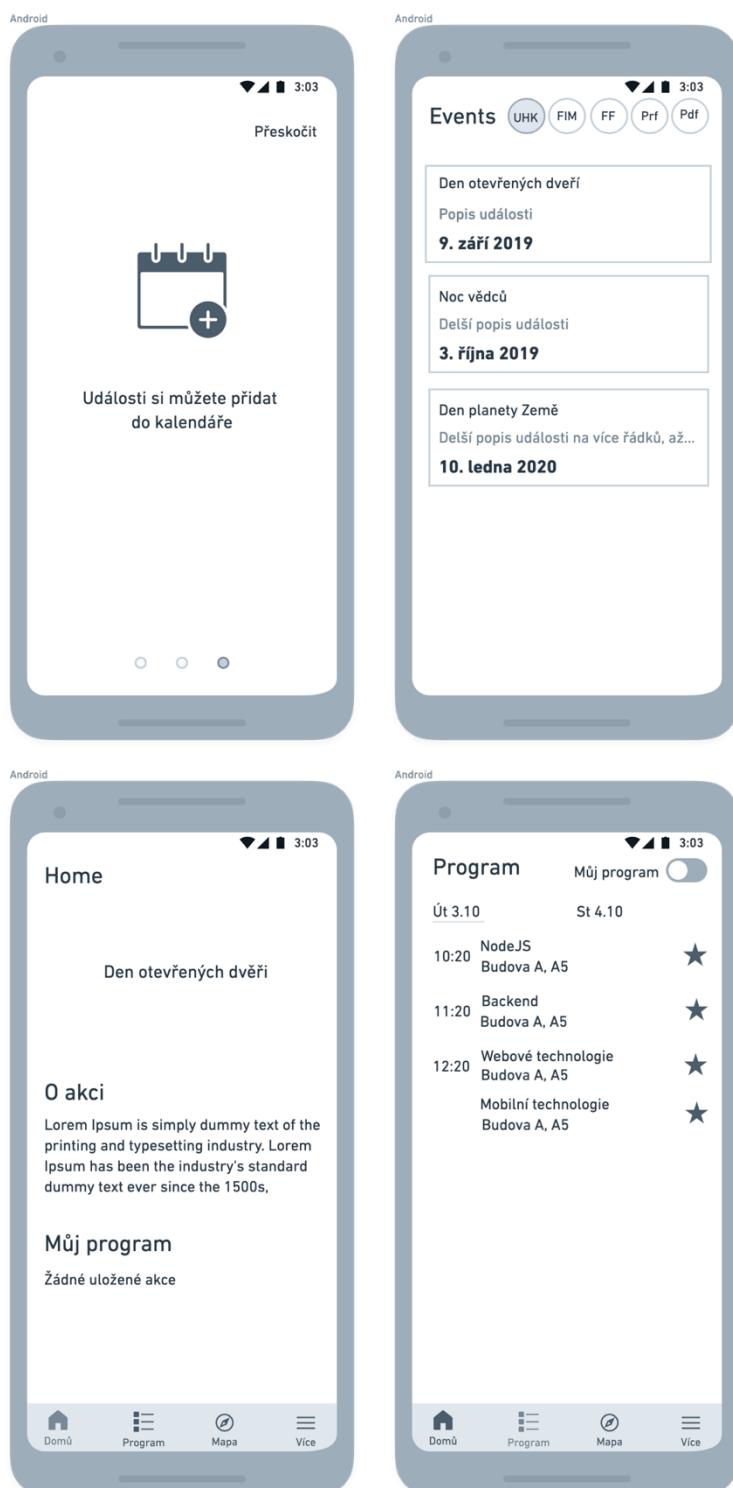 Android
3:03
Přeskočit
Události si můžete přidat
do kalendáře
Android
3:03
Events UHK FIM FF Prf Pdf
Den otevřených dveří
Popis události
9. září 2019
Noc vědců
Delší popis události
3. října 2019
Den planety Země
Delší popis události na více řádků, až...
10. ledna 2020
Android
3:03
Home
Den otevřených dvěři
O akci
Lorem Ipsum is simply dummy text of the
printing and typesetting industry. Lorem
Ipsum has been the industry's standard
dummy text ever since the 1500s,
Můj program
Žádné uložené akce
Domů Program Mapa Více
Android
3:03
Program Můj program
Út 3.10 St 4.10
10:20 NodeJS
Budova A, A5
11:20 Backend
Budova A, A5
12:20 Webové technologie
Budova A, A5
Mobilní technologie
Budova A, A5
Domů Program Mapa Více